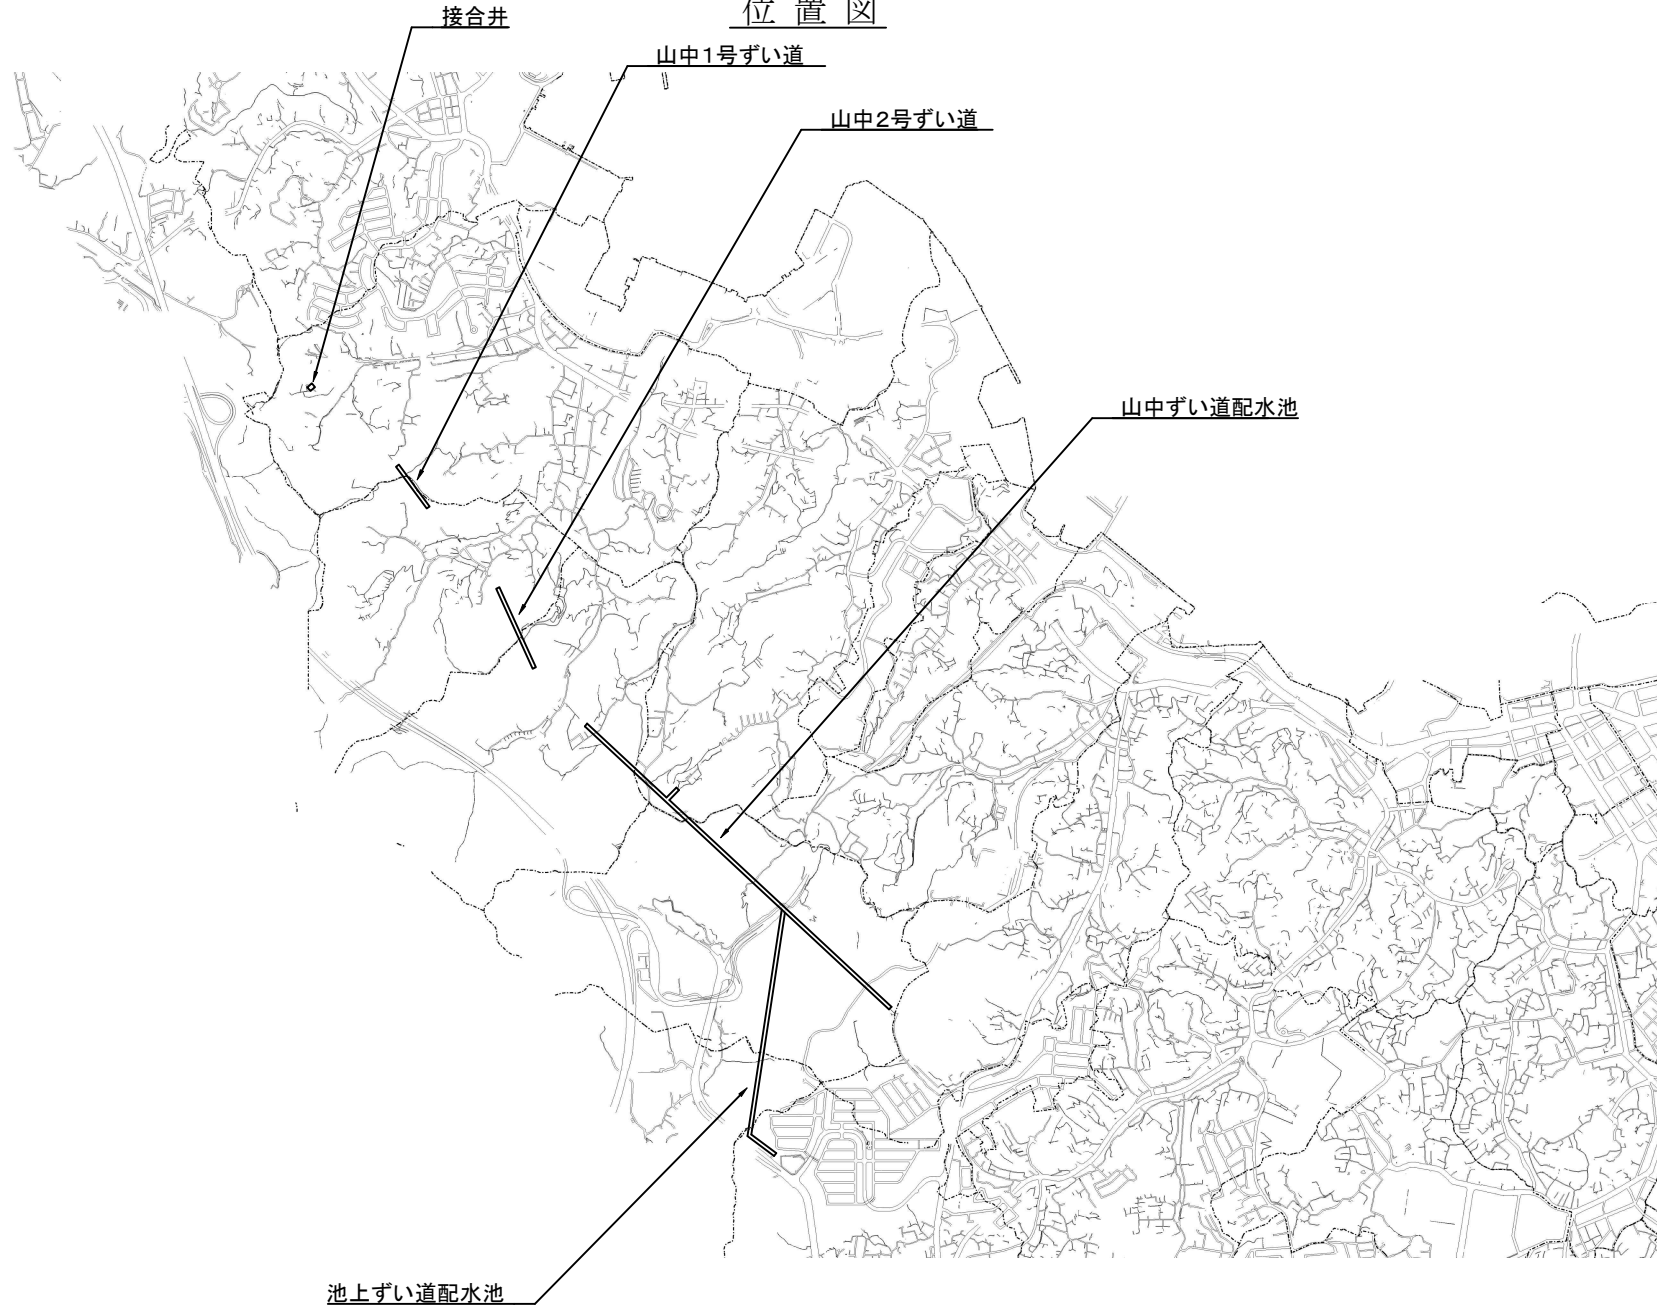 位置図
接合井
山中1号ずい道
山中2号ずい道
山中ずい道配水池
池上ずい道配水池